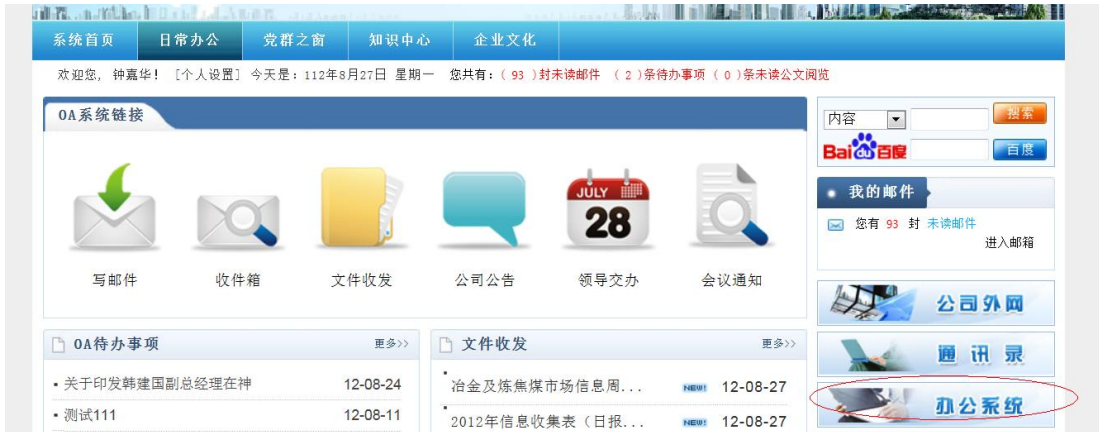 系统首页 日常办公 党群之窗 知识中心 企业文化
欢迎您, 钟嘉华! [个人设置] 今天是: 112年8月27日 星期一 您共有:( 93 )封未读邮件 ( 2 )条待办事项 ( 0 )条未读公文阅览
OA系统链接
内容 搜索
Bai du 百度 百度
我的邮件
您有 93 封 未读邮件
进入邮箱
JULY
28
写邮件 收件箱 文件收发 公司公告 领导交办 会议通知
公司外网
通讯录
办公系统
OA待办事项 更多>>
关于印发韩建国副总经理在神 12-08-24
测试111 12-08-11
文件收发 更多>>
冶金及炼焦煤市场信息周... NEW! 12-08-27
2012年信息收集表（日报... NEW! 12-08-27